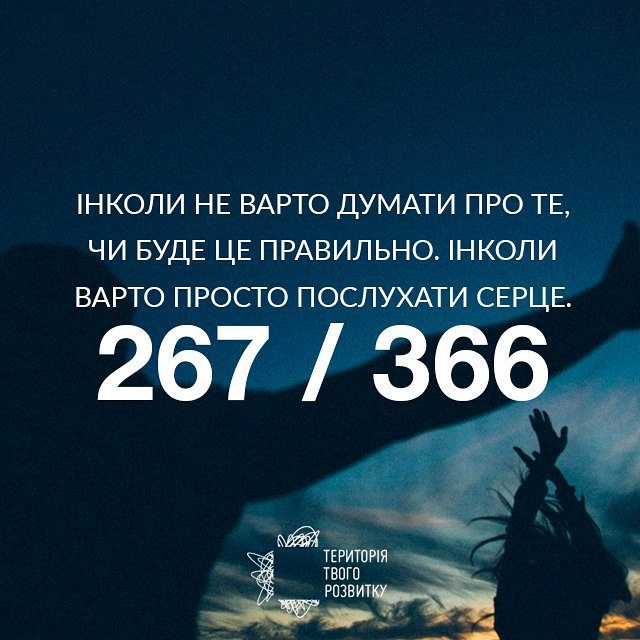 ІНКОЛИ НЕ ВАРТО ДУМАТИ ПРО ТЕ,
ЧИ БУДЕ ЦЕ ПРАВИЛЬНО. ІНКОЛИ
ВАРТО ПРОСТО ПОСЛУХАТИ СЕРЦЕ.
267 / 366
ТЕРИТОРІЯ
ТВОГО
РОЗВИТКУ